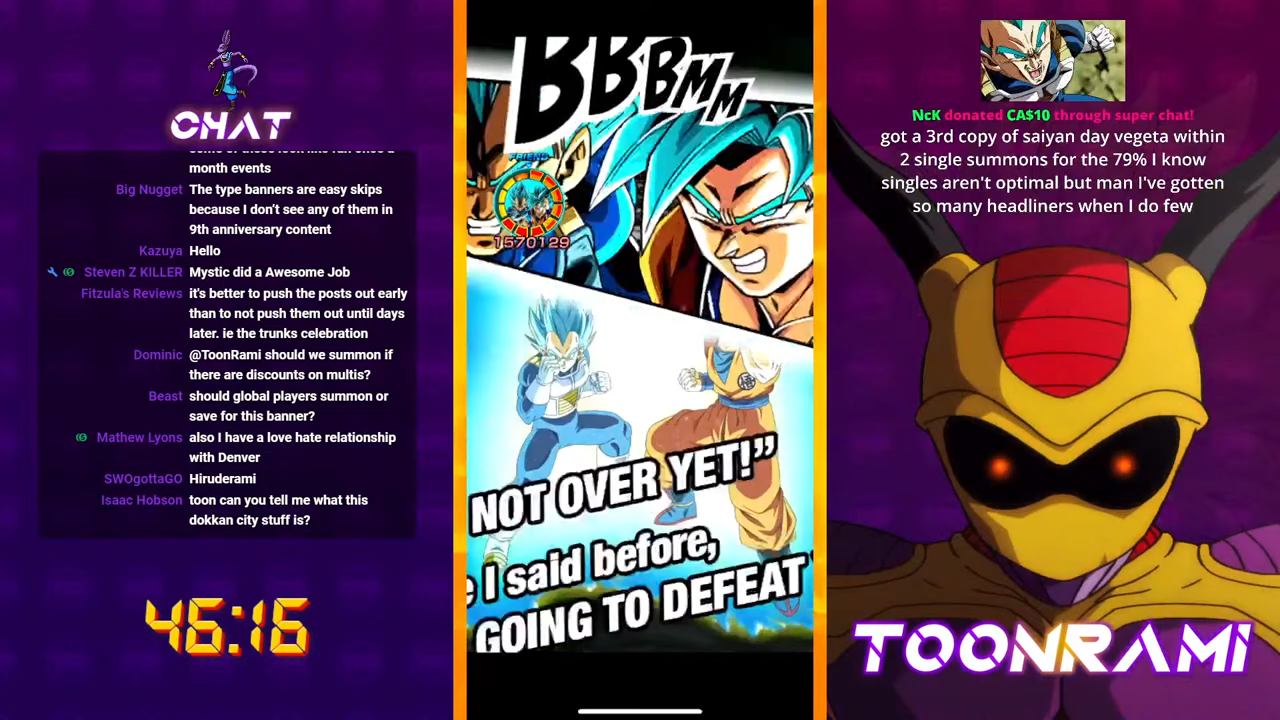 CHAT
month events
Big Nugget The type banners are easy skips
because I don't see any of them in
9th anniversary content
Kazuya Hello
Steven Z KILLER Mystic did a Awesome Job
Fitzula's Reviews it's better to push the posts out early
than to not push them out until days
later. ie the trunks celebration
Dominic @ToonRami should we summon if
there are discounts on multis?
Beast should global players summon or
save for this banner?
Mathew Lyons also I have a love hate relationship
with Denver
SWOgottaGO Hiruderami
Isaac Hobson toon can you tell me what this
dokkan city stuff is?
46:16
BBBMM
FRIEND
1570129
NOT OVER YET!”
e I said before,
GOING TO DEFEAT
NcK donated CA$10 through super chat!
got a 3rd copy of saiyan day vegeta within
2 single summons for the 79% I know
singles aren't optimal but man I've gotten
so many headliners when I do few
TOONRAMI